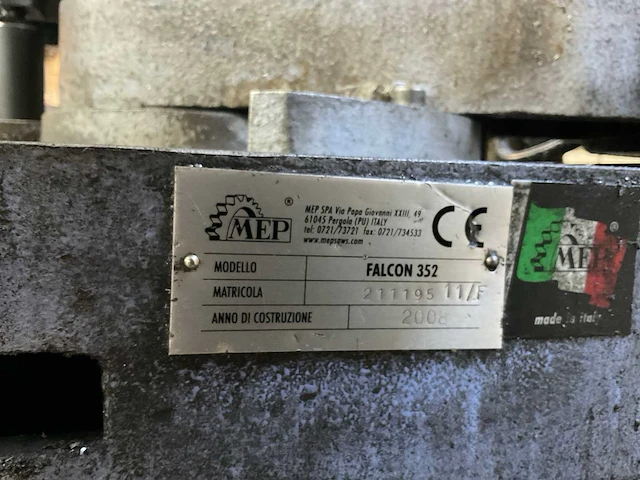 MEP ®
MEP SPA Via Papa Giovanni XXIII, 49
61045 Pergola (PU) ITALY
tel: 0721/73721 fax: 0721/734533
www.mepsaws.com
CE
MODELLO FALCON 352
MATRICOLA 211195 11/F
ANNO DI COSTRUZIONE 2008
MEP
made in italy